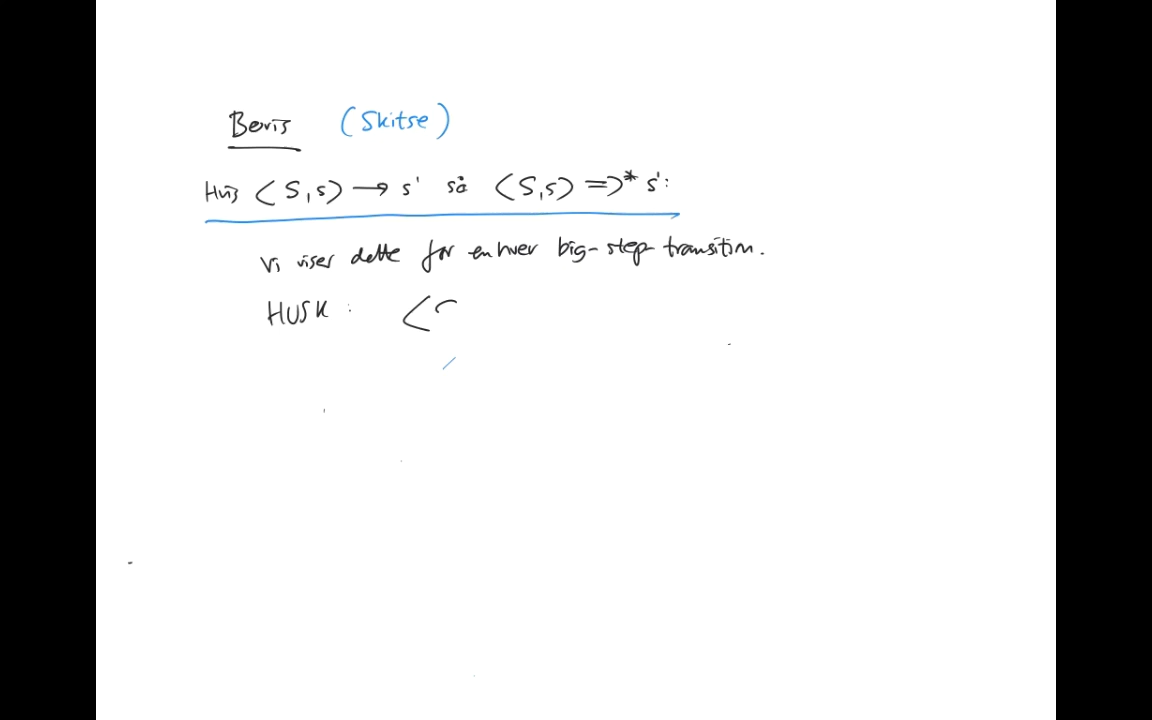 Bevis (Skitse)
Hvis ⟨S,s⟩ → s' så ⟨S,s⟩ =>* s':
Vi viser dette for enhver big-step-transition.
HUSK : ⟨